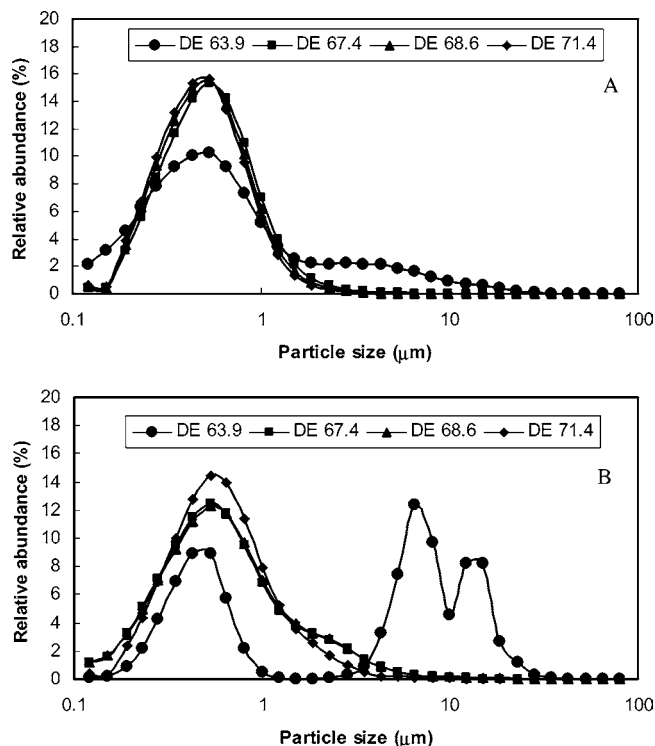 20
18
16
14
12
10
8
6
4
2
0
Relative abundance (%)
DE 63.9 DE 67.4 DE 68.6 DE 71.4
A
0.1 1 10 100
Particle size (μm)
20
18
16
14
12
10
8
6
4
2
0
Relative abundance (%)
DE 63.9 DE 67.4 DE 68.6 DE 71.4
B
0.1 1 10 100
Particle size (μm)